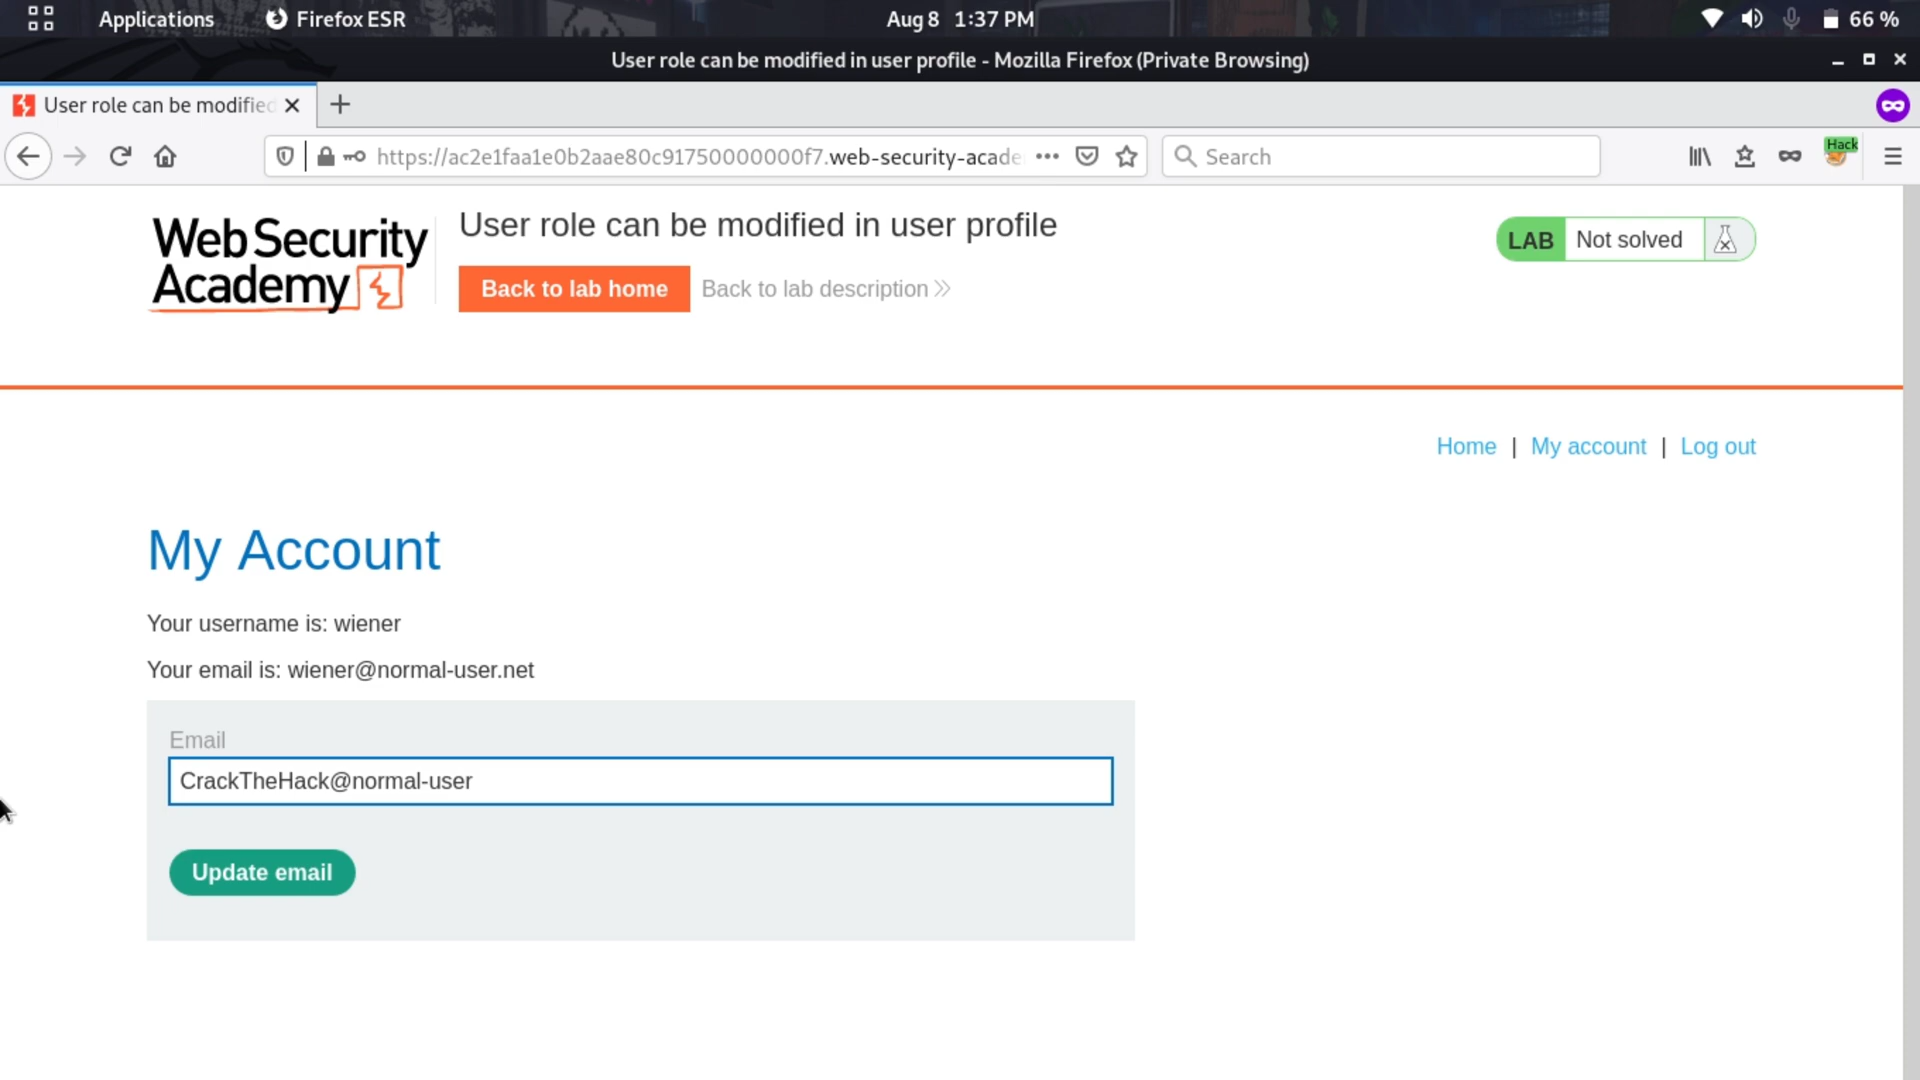 Applications Firefox ESR Aug 8 1:37 PM 66 %
User role can be modified in user profile - Mozilla Firefox (Private Browsing)
User role can be modified
https://ac2e1faa1e0b2aae80c91750000000f7.web-security-acade Search Hack
Web Security
Academy
User role can be modified in user profile
Back to lab home Back to lab description
LAB Not solved
Home | My account | Log out
My Account
Your username is: wiener
Your email is: wiener@normal-user.net
Email
CrackTheHack@normal-user
Update email